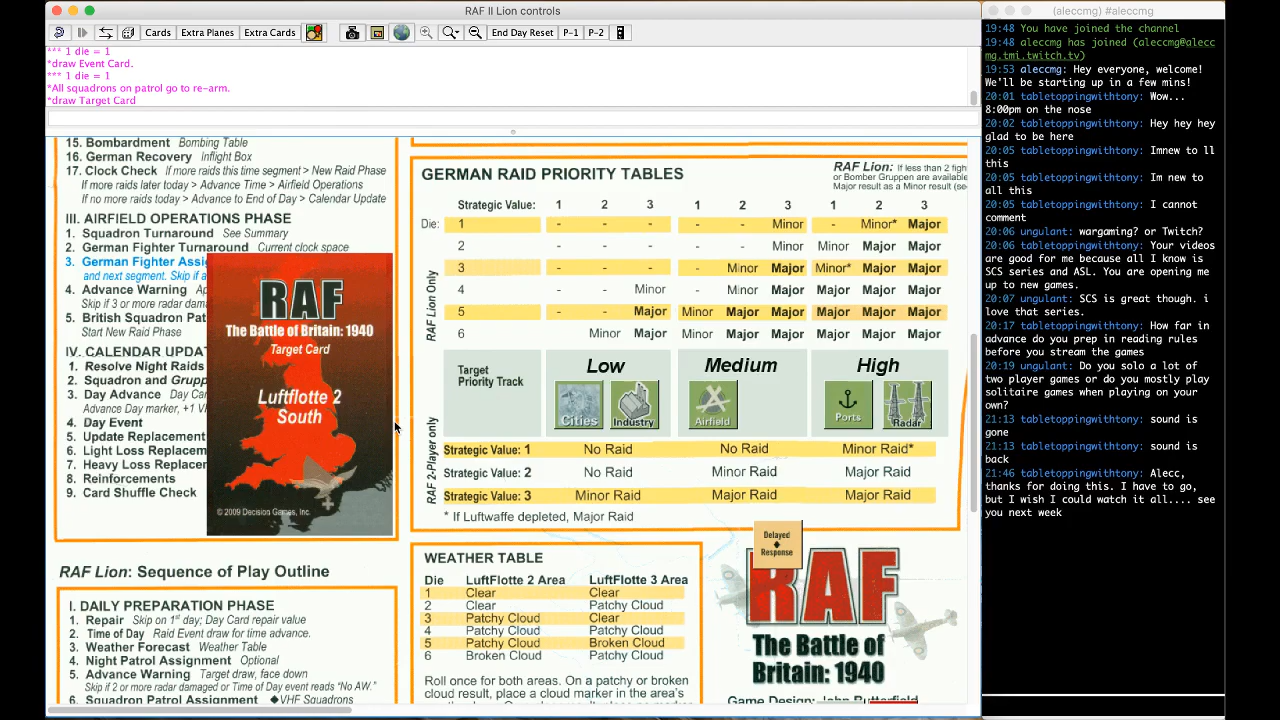 RAF II Lion controls
Cards
Extra Planes
Extra Cards
End Day Reset
P-1
P-2
*** 1 die = 1
*draw Event Card.
*** 1 die = 1
*All squadrons on patrol go to re-arm.
*draw Target Card
15. Bombardment Bombing Table
16. German Recovery Inflight Box
17. Clock Check If more raids this time segment > New Raid Phase
If more raids later today > Advance Time > Airfield Operations
If no more raids today > Advance to End of Day > Calendar Update
III. AIRFIELD OPERATIONS PHASE
1. Squadron Turnaround See Summary
2. German Fighter Turnaround Current clock space
3. German Fighter Assi
and next segment. Skip if a
4. Advance Warning
Skip if 3 or more radar dama
5. British Squadron Pat
Start New Raid Phase
IV. CALENDAR UPDAT
1. Resolve Night Raids
2. Squadron and Grupp
3. Day Advance Day Car
Advance Day marker, +1 V
4. Day Event
5. Update Replacement
6. Light Loss Replacem
7. Heavy Loss Replacem
8. Reinforcements
9. Card Shuffle Check
RAF
The Battle of
Britain: 1940
Target Card
Luftflotte 2
South
© 2009 Decision Games, Inc.
RAF Lion: Sequence of Play Outline
I. DAILY PREPARATION PHASE
1. Repair Skip on 1st day; Day Card repair value
2. Time of Day Raid Event draw for time advance.
3. Weather Forecast Weather Table
4. Night Patrol Assignment Optional
5. Advance Warning Target draw, face down
Skip if 2 or more radar damaged or Time of Day event reads "No AW."
6. Squadron Patrol Assignment ◆VHF Squadrons
GERMAN RAID PRIORITY TABLES
RAF Lion: If less than 2 figh
or Bomber Gruppen are available
Major result as a Minor result (se
Strategic Value: 1 2 3 1 2 3 1 2 3
Die: 1 - - - - - Minor - Minor* Major
2 - - - - - Minor Minor Major Major
3 - - - - Minor Major Minor* Major Major
4 - - Minor - Minor Major Major Major Major
5 - - Major Minor Major Major Major Major Major
6 Minor Major Minor Major Major Major Major Major
RAF Lion Only
Target
Priority Track
Low
Medium
High
Cities
Industry
Airfield
Ports
Radar
RAF 2-Player only
Strategic Value: 1 No Raid No Raid Minor Raid*
Strategic Value: 2 No Raid Minor Raid Major Raid
Strategic Value: 3 Minor Raid Major Raid Major Raid
* If Luftwaffe depleted, Major Raid
Delayed
◆
Response
WEATHER TABLE
Die LuftFlotte 2 Area LuftFlotte 3 Area
1 Clear Clear
2 Clear Patchy Cloud
3 Patchy Cloud Clear
4 Patchy Cloud Patchy Cloud
5 Patchy Cloud Broken Cloud
6 Broken Cloud Patchy Cloud
Roll once for both areas. On a patchy or broken
cloud result, place a cloud marker in the area's
RAF
The Battle of
Britain: 1940
Game Design: John Butterfield
(aleccmg) #aleccmg
19:48 You have joined the channel
19:48 aleccmg has joined (aleccmg@alecc
mg.tmi.twitch.tv)
19:53 aleccmg: Hey everyone, welcome!
We'll be starting up in a few mins!
20:01 tabletoppingwithtony: Wow...
8:00pm on the nose
20:02 tabletoppingwithtony: Hey hey hey
glad to be here
20:05 tabletoppingwithtony: Imnew to ll
this
20:05 tabletoppingwithtony: Im new to
all this
20:05 tabletoppingwithtony: I cannot
comment
20:06 ungulant: wargaming? or Twitch?
20:06 tabletoppingwithtony: Your videos
are good for me because all I know is
SCS series and ASL. You are opening me
up to new games.
20:07 ungulant: SCS is great though. i
love that series.
20:17 tabletoppingwithtony: How far in
advance do you prep in reading rules
before you stream the games
20:19 ungulant: Do you solo a lot of
two player games or do you mostly play
solitaire games when playing on your
own?
21:13 tabletoppingwithtony: sound is
gone
21:13 tabletoppingwithtony: sound is
back
21:46 tabletoppingwithtony: Alecc,
thanks for doing this. I have to go,
but I wish I could watch it all.... see
you next week